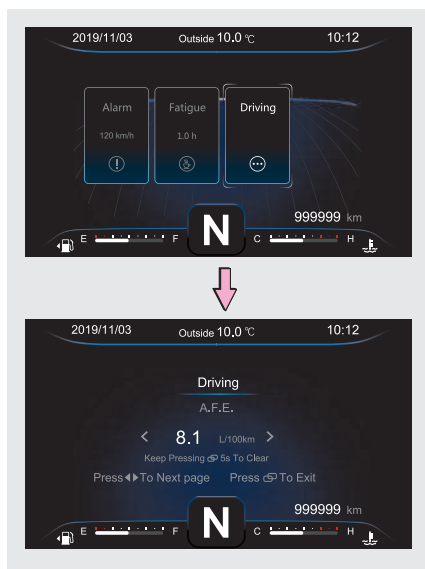 2019/11/03 Outside 10.0 °C 10:12
Alarm Fatigue Driving
120 km/h 1.0 h
999999 km
E F N C H
2019/11/03 Outside 10.0 °C 10:12
Driving
A.F.E.
< 8.1 L/100km >
Keep Pressing 5s To Clear
Press To Next page Press To Exit
999999 km
E F N C H